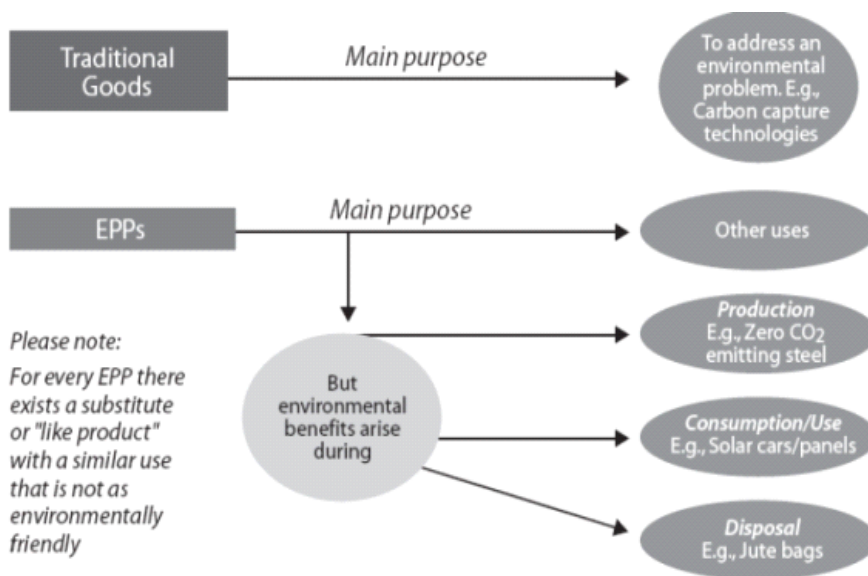 Traditional
Goods
Main purpose
To address an
environmental
problem. E.g.,
Carbon capture
technologies
EPPs
Main purpose
Other uses
Please note:
For every EPP there
exists a substitute
or "like product"
with a similar use
that is not as
environmentally
friendly
But
environmental
benefits arise
during
Production
E.g., Zero CO2
emitting steel
Consumption/Use
E.g., Solar cars/panels
Disposal
E.g., Jute bags